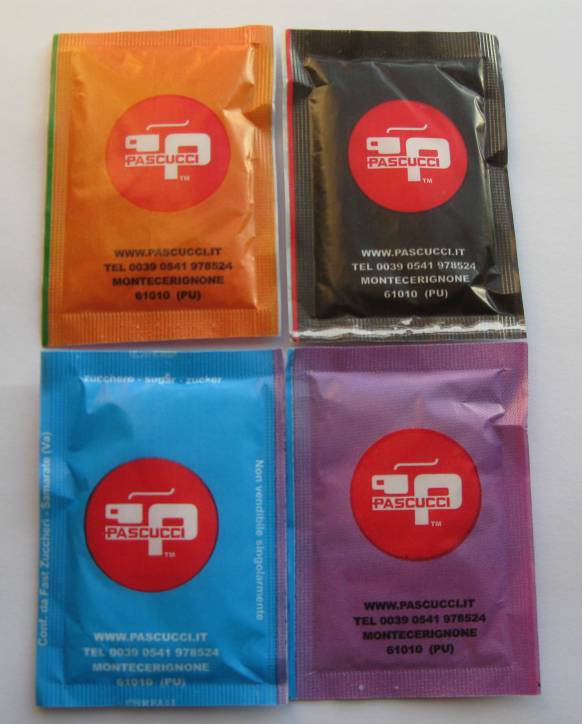 PASCUCCI
TM
WWW.PASCUCCI.IT
TEL 0039 0541 978524
MONTECERIGNONE
61010 (PU)
PASCUCCI
TM
WWW.PASCUCCI.IT
TEL 0039 0541 978524
MONTECERIGNONE
61010 (PU)
zucchero - sugar - zucker
Conf. da Fast Zuccheri - Samarate (Va)
Non vendibile singolarmente
PASCUCCI
TM
WWW.PASCUCCI.IT
TEL 0039 0541 978524
MONTECERIGNONE
61010 (PU)
PASCUCCI
TM
WWW.PASCUCCI.IT
TEL 0039 0541 978524
MONTECERIGNONE
61010 (PU)